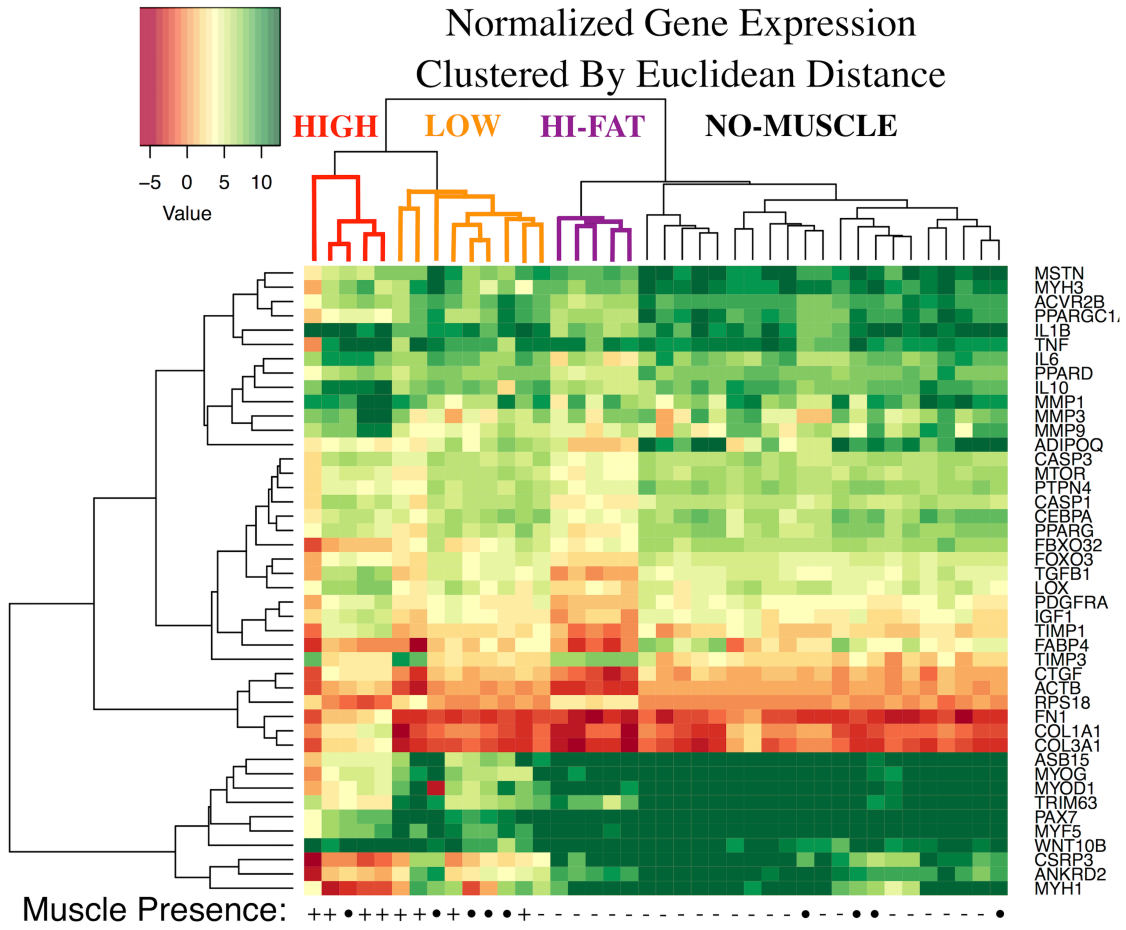 Normalized Gene Expression
Clustered By Euclidean Distance
HIGH LOW HI-FAT NO-MUSCLE
−5 0 5 10
Value
MSTN
MYH3
ACVR2B
PPARGC1
IL1B
TNF
IL6
PPARD
IL10
MMP1
MMP3
MMP9
ADIPOQ
CASP3
MTOR
PTPN4
CASP1
CEBPA
PPARG
FBXO32
FOXO3
TGFB1
LOX
PDGFRA
IGF1
TIMP1
FABP4
TIMP3
CTGF
ACTB
RPS18
FN1
COL1A1
COL3A1
ASB15
MYOG
MYOD1
TRIM63
PAX7
MYF5
WNT10B
CSRP3
ANKRD2
MYH1
Muscle Presence: + + • + + + + • + • • • + - - - - - - - - - - - - - - - • - - • • - - - - - - •